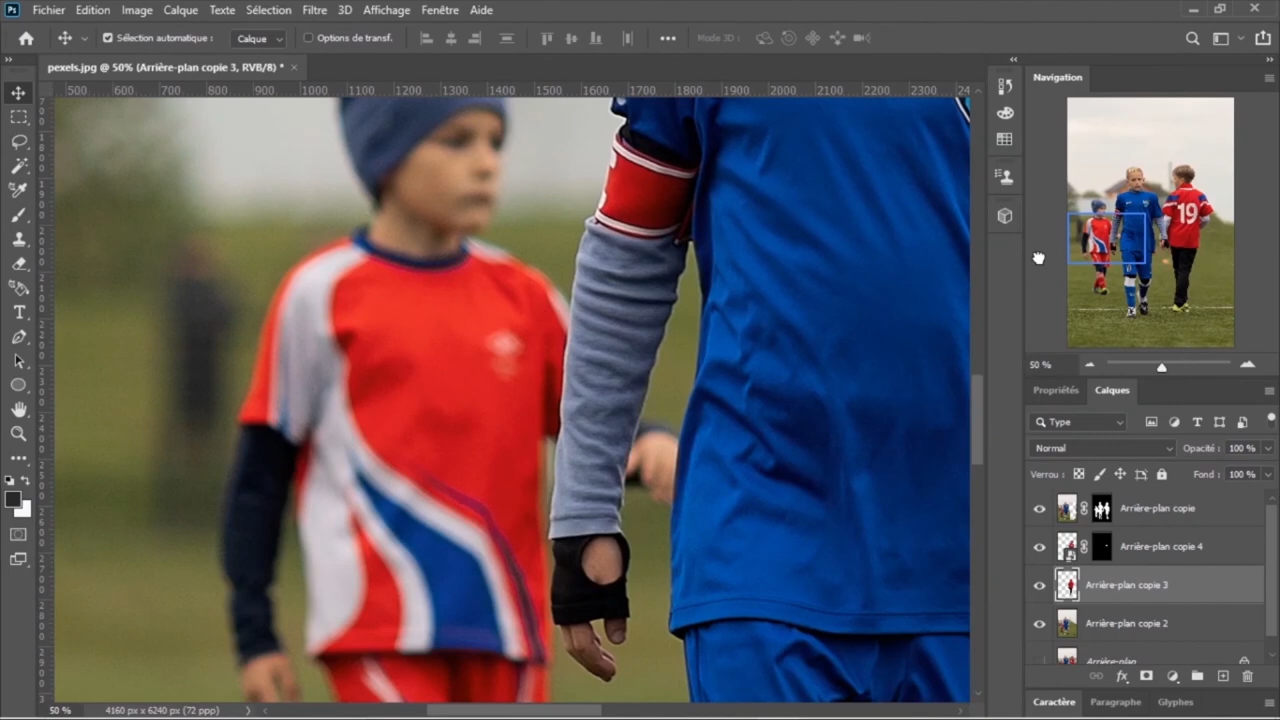 Ps Fichier Edition Image Calque Texte Sélection Filtre 3D Affichage Fenêtre Aide
Sélection automatique : Calque Options de transf. Mode 3D :
pexels.jpg @ 50% (Arrière-plan copie 3, RVB/8) *
500 600 700 800 900 1000 1100 1200 1300 1400 1500 1600 1700 1800 1900 2000 2100 2200 2300 24
Navigation
19
50 %
Propriétés Calques
Type
Normal Opacité : 100 %
Verrou : Fond : 100 %
Arrière-plan copie
Arrière-plan copie 4
Arrière-plan copie 3
Arrière-plan copie 2
Arrière-plan
fx
Caractère Paragraphe Glyphes
50 % 4160 px x 6240 px (72 ppp)